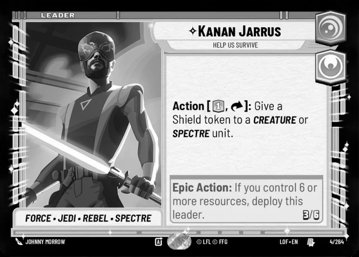 LEADER
Kanan Jarrus
HELP US SURVIVE
Action [1, ]: Give a
Shield token to a CREATURE or
SPECTRE unit.
Epic Action: If you control 6 or
more resources, deploy this
leader.
3/6
FORCE • JEDI • REBEL • SPECTRE
JOHNNY MORROW
© LFL © FFG
LOF • EN
4/264